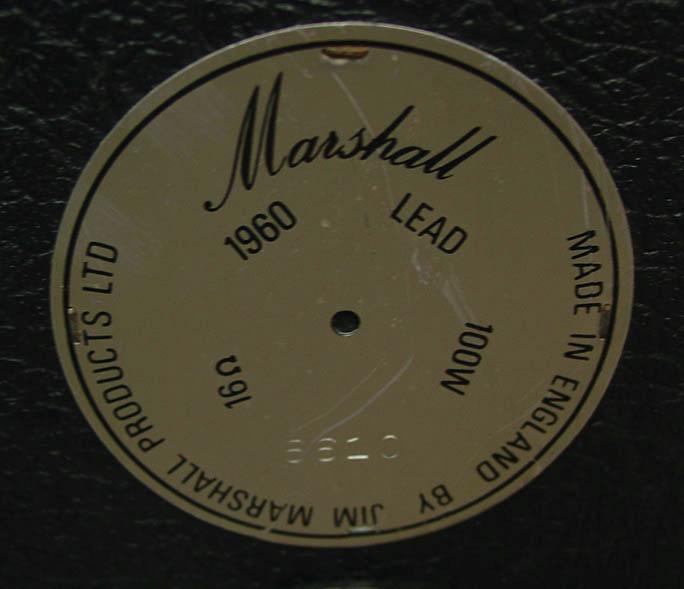 Marshall
1960 LEAD
16Ω 100W
MADE IN ENGLAND BY JIM MARSHALL PRODUCTS LTD